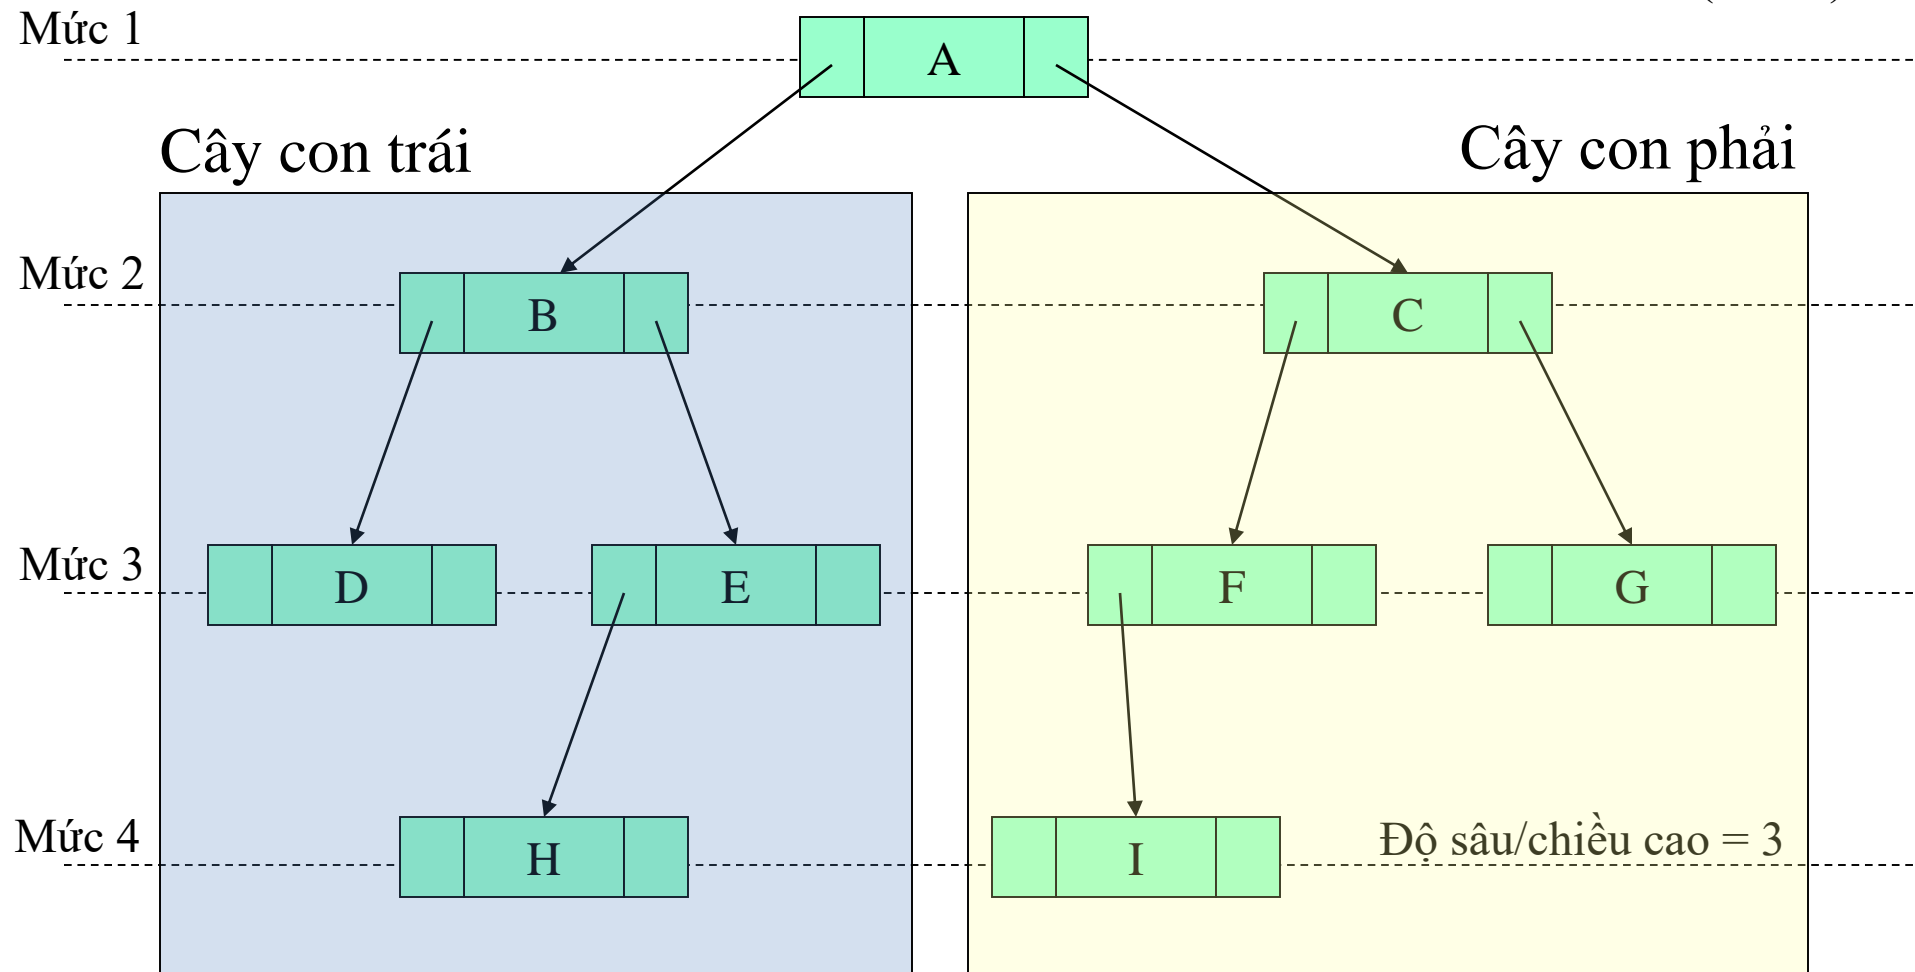 Mức 1
A
Cây con trái
Cây con phải
Mức 2
B
C
Mức 3
D
E
F
G
Mức 4
H
I
Độ sâu/chiều cao = 3